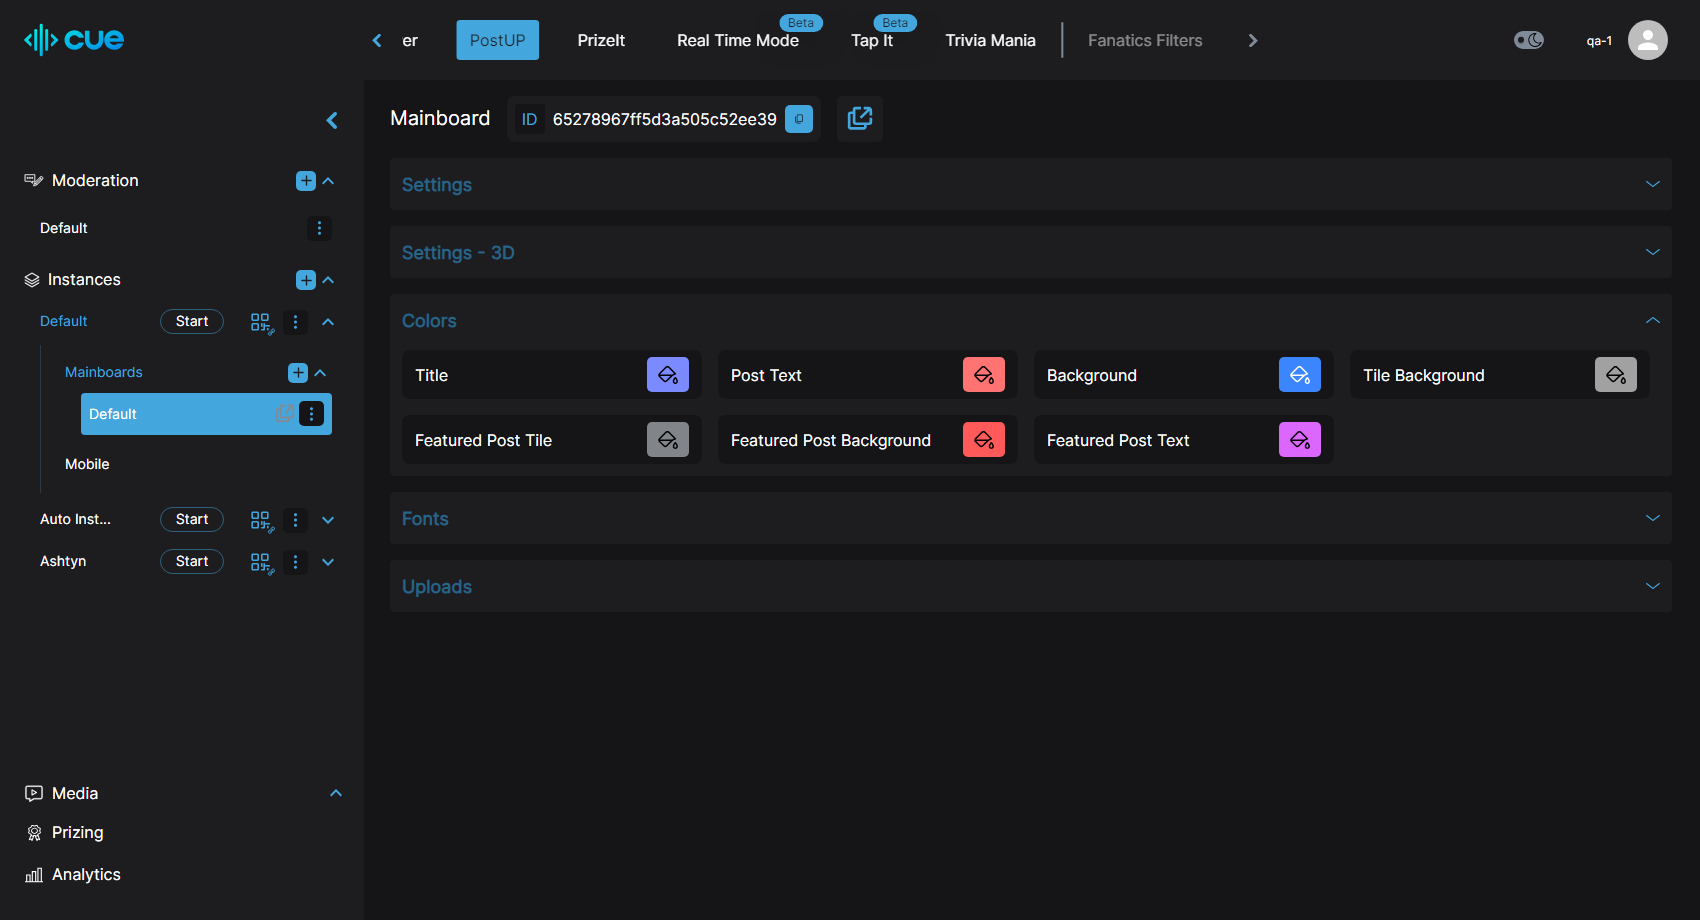 cue
er
PostUP
PrizeIt
Real Time Mode
Beta
Tap It
Beta
Trivia Mania
Fanatics Filters
qa-1
Moderation
Default
Instances
Default
Start
Mainboards
Default
Mobile
Auto Inst...
Start
Ashtyn
Start
Media
Prizing
Analytics
Mainboard
ID 65278967ff5d3a505c52ee39
Settings
Settings - 3D
Colors
Title
Post Text
Background
Tile Background
Featured Post Tile
Featured Post Background
Featured Post Text
Fonts
Uploads